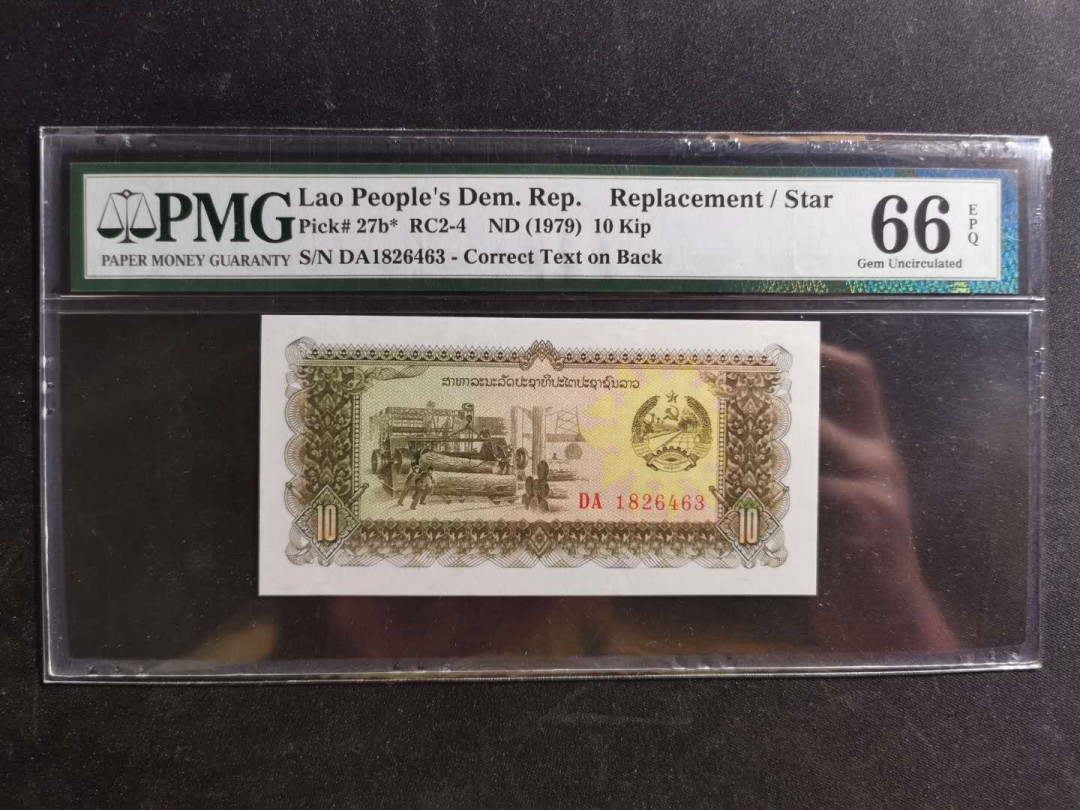 PMG
PAPER MONEY GUARANTY
Lao People's Dem. Rep. Replacement / Star
Pick# 27b* RC2-4 ND (1979) 10 Kip
S/N DA1826463 - Correct Text on Back
66 EPQ
Gem Uncirculated
ສາທາລະນະລັດປະຊາທິປະໄຕປະຊາຊົນລາວ
DA 1826463
10 10